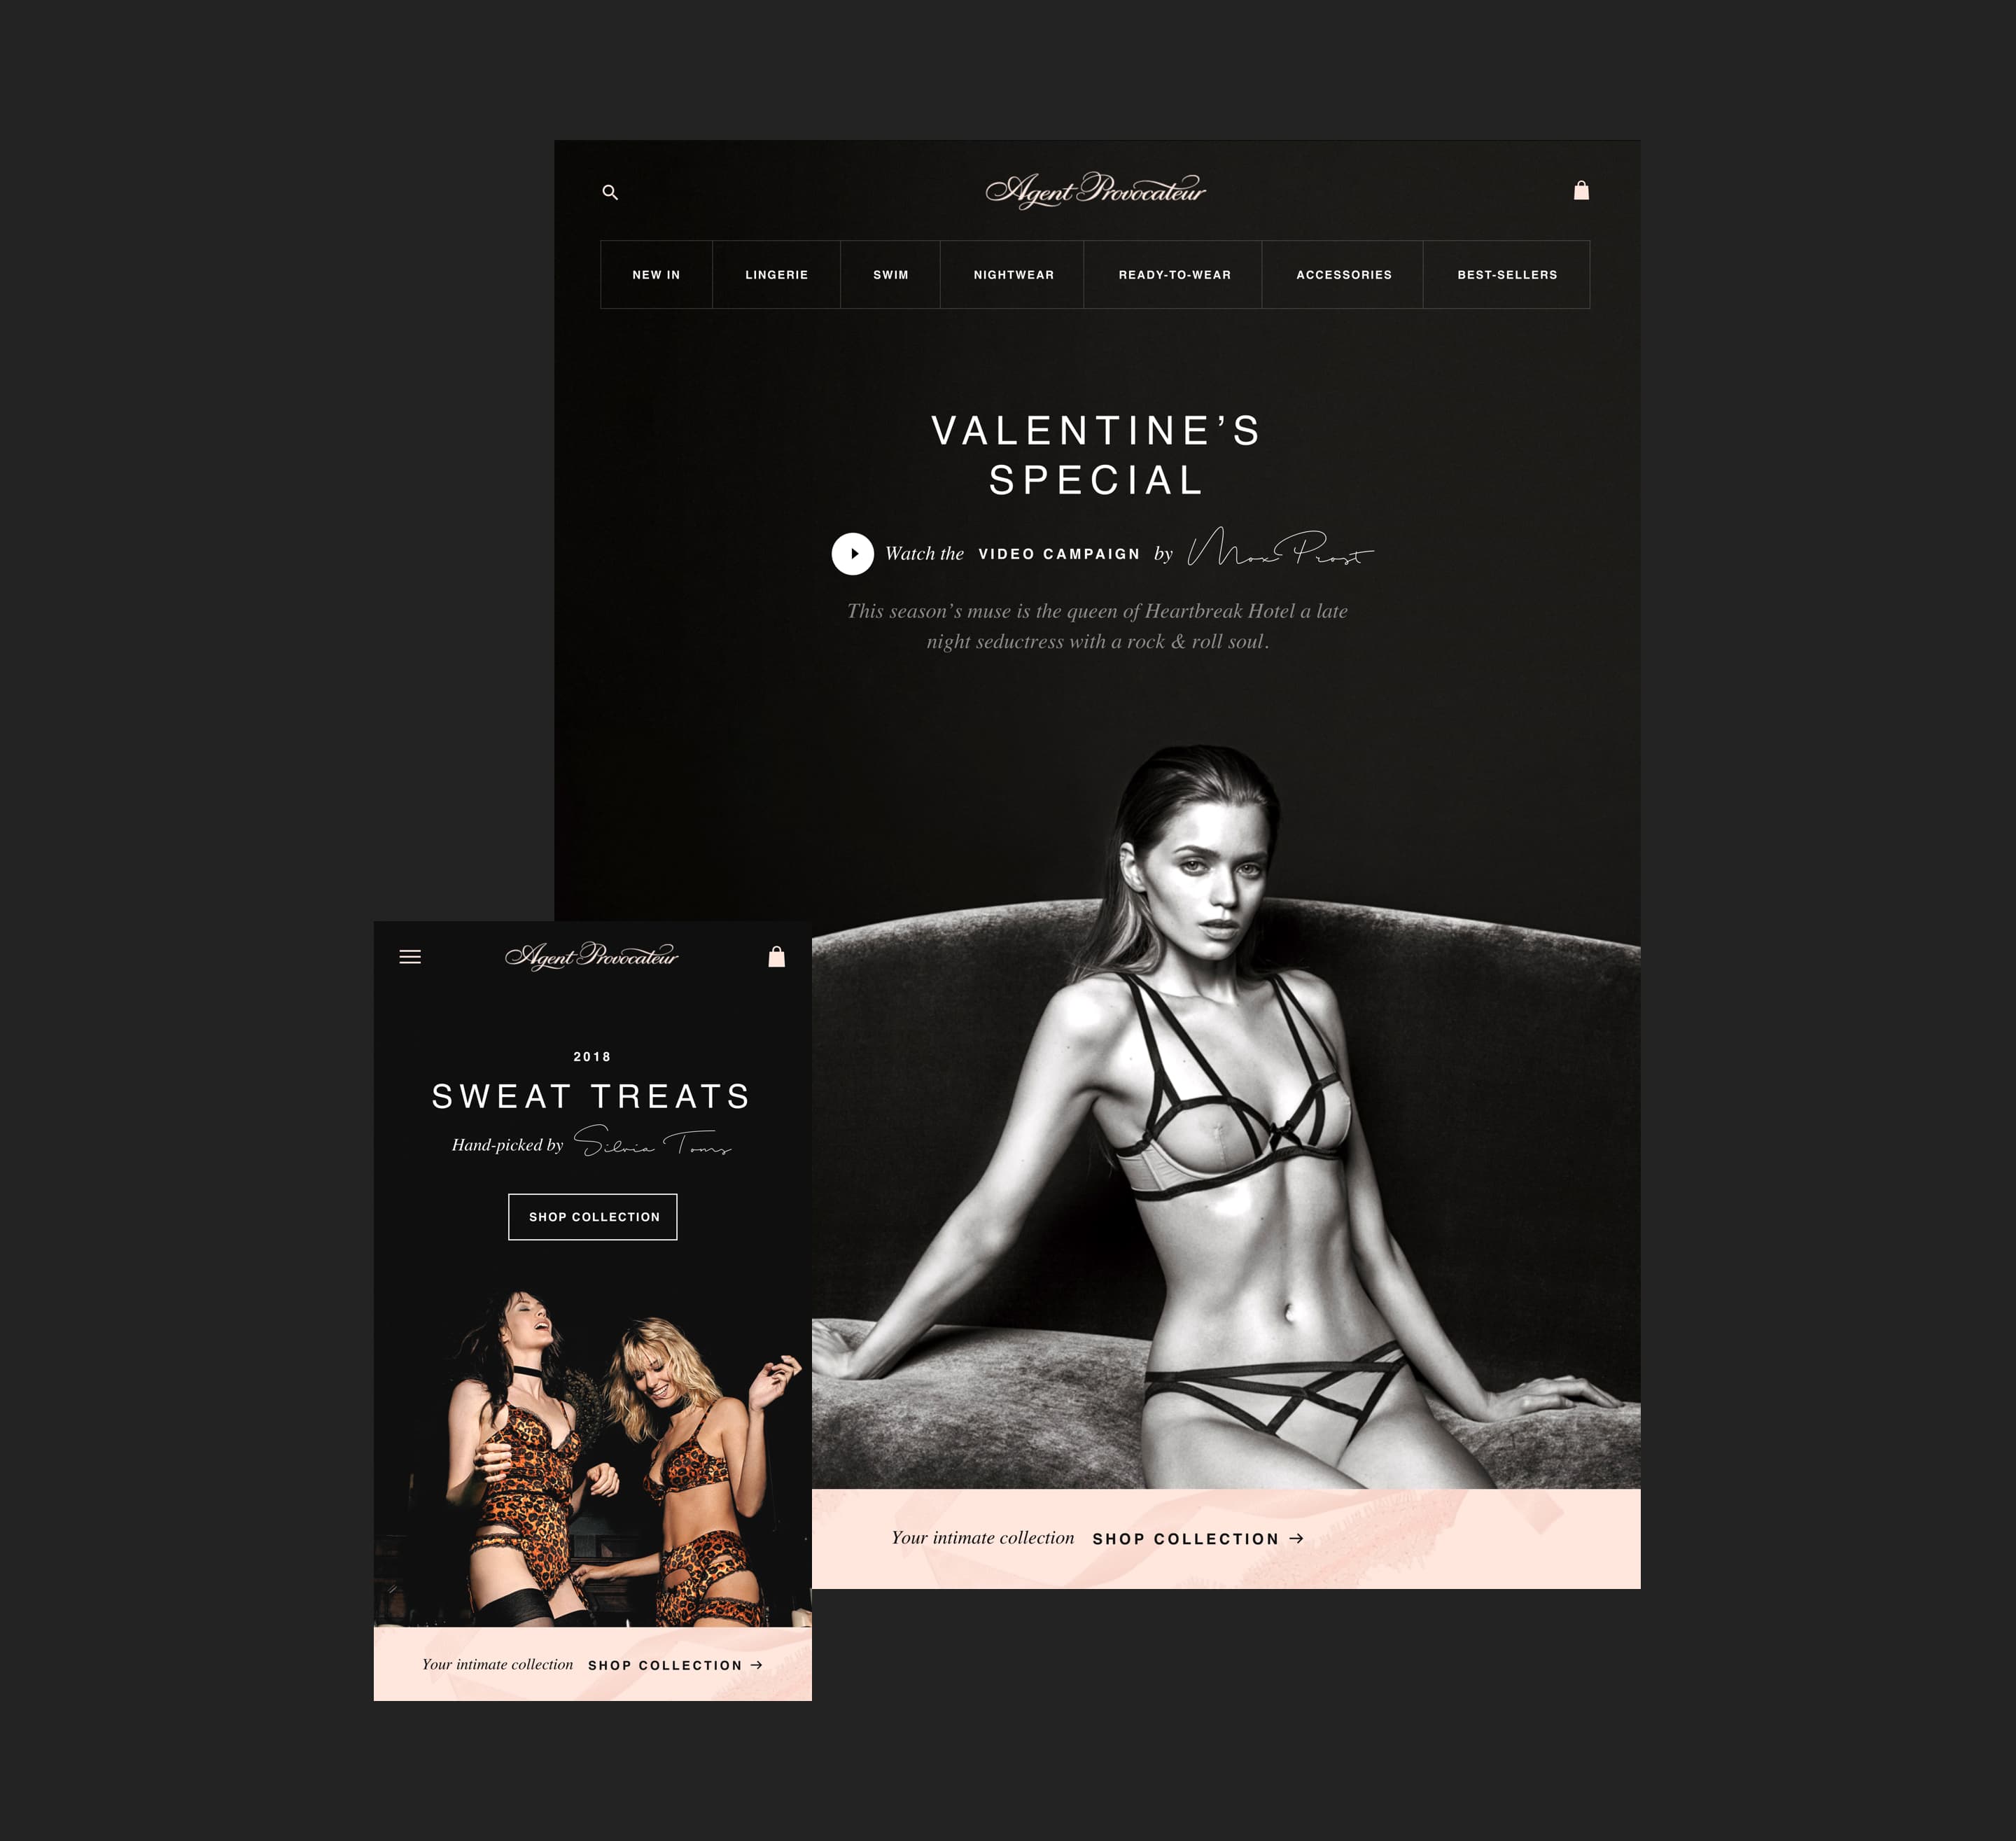 Agent Provocateur
NEW IN
LINGERIE
SWIM
NIGHTWEAR
READY-TO-WEAR
ACCESSORIES
BEST-SELLERS
VALENTINE’S
SPECIAL
Watch the VIDEO CAMPAIGN by Mox Prost
This season’s muse is the queen of Heartbreak Hotel a late
night seductress with a rock & roll soul.
Your intimate collection SHOP COLLECTION →
Agent Provocateur
2018
SWEAT TREATS
Hand-picked by Silvia Toms
SHOP COLLECTION
Your intimate collection SHOP COLLECTION →